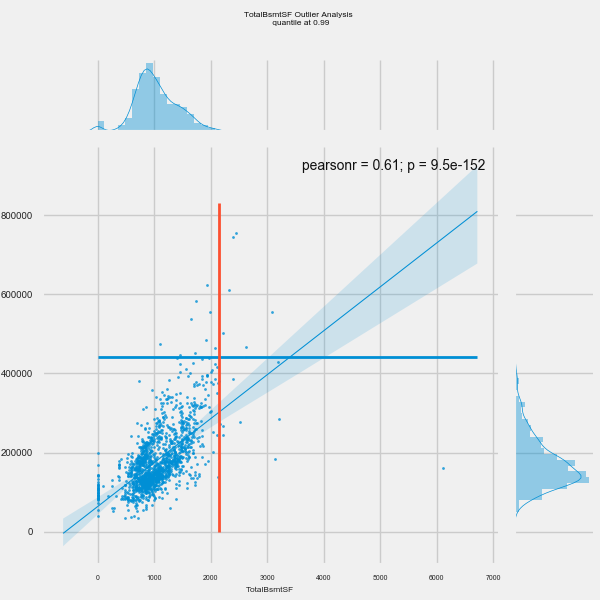 TotalBsmtSF Outlier Analysis
quantile at 0.99
pearsonr = 0.61; p = 9.5e-152
800000
600000
400000
200000
0
0 1000 2000 3000 4000 5000 6000 7000
TotalBsmtSF